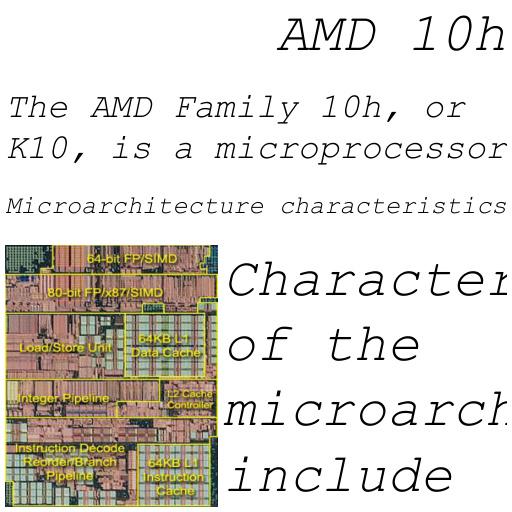 AMD 10h
The AMD Family 10h, or
K10, is a microprocessor
Microarchitecture characteristics
64-bit FP/SIMD
80-bit FP/x87/SIMD
Load/Store Unit
64KB L1
Data Cache
Integer Pipeline
L2 Cache
Controller
Instruction Decode
Reorder/Branch
Pipeline
64KB L1
Instruction
Cache
Character
of the
microarch
include